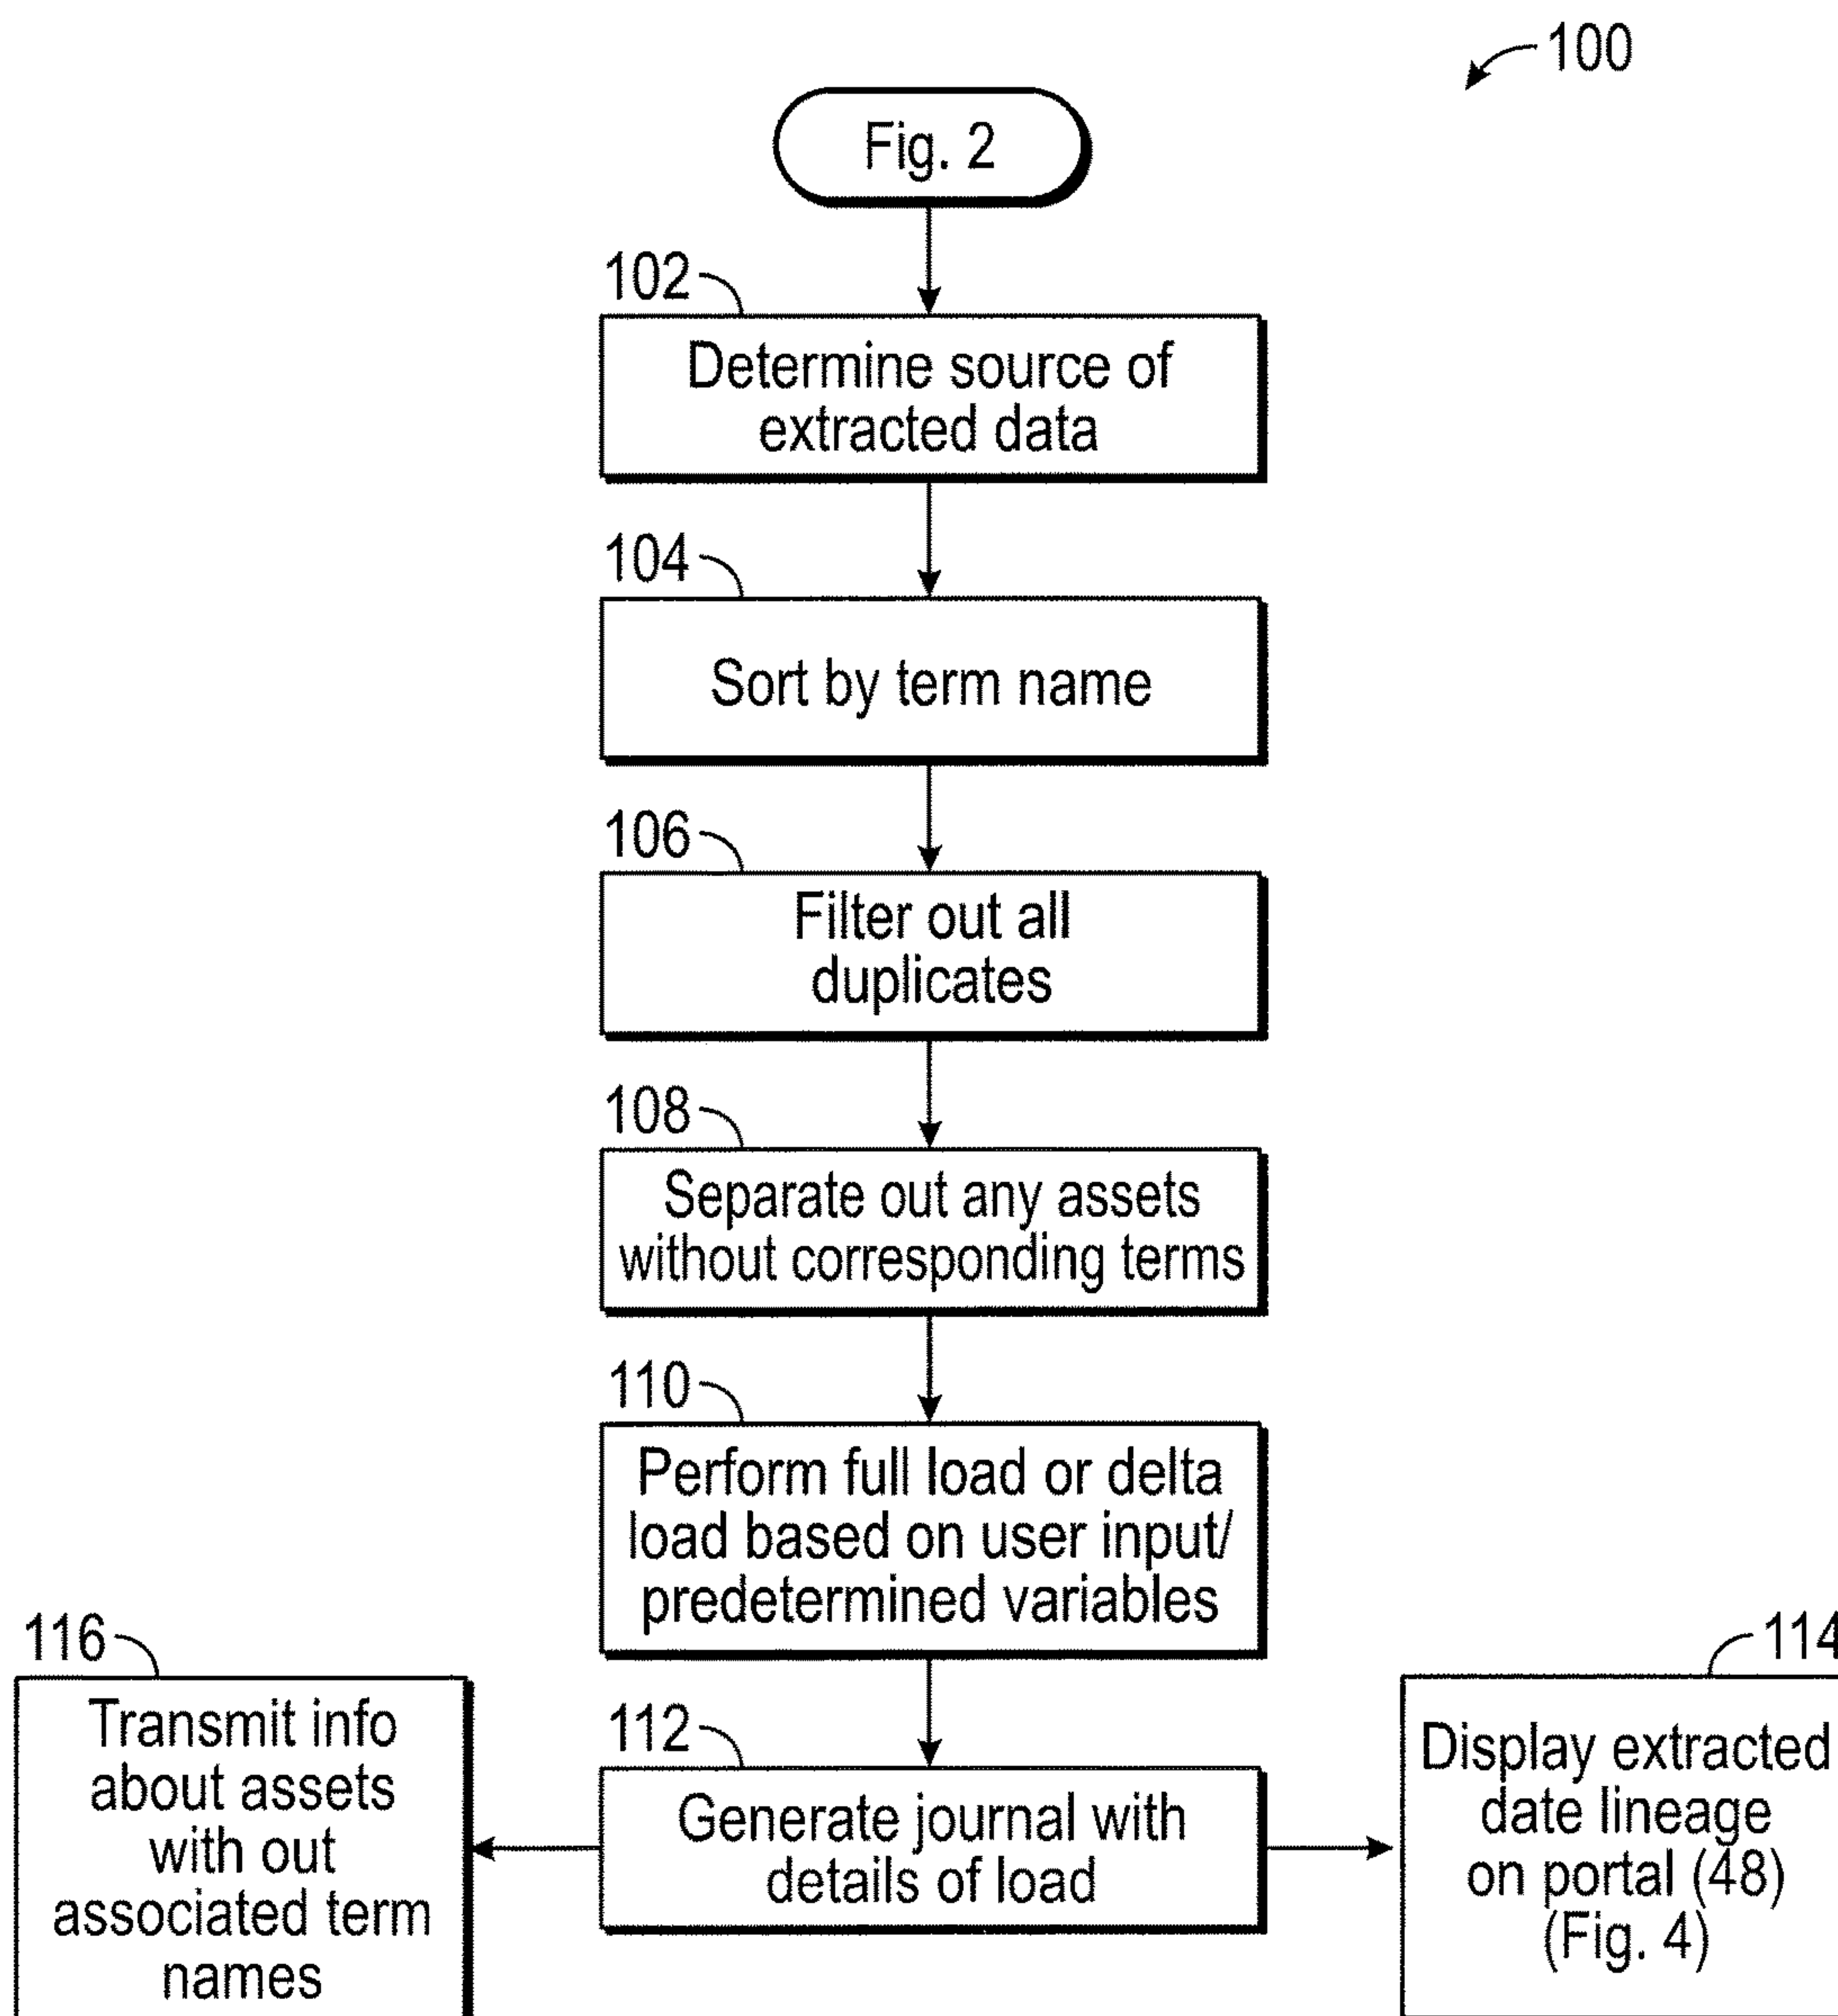 100
Fig. 2
102
Determine source of
extracted data
104
Sort by term name
106
Filter out all
duplicates
108
Separate out any assets
without corresponding terms
110
Perform full load or delta
load based on user input/
predetermined variables
116
Transmit info
about assets
with out
associated term
names
112
Generate journal with
details of load
114
Display extracted
date lineage
on portal (48)
(Fig. 4)